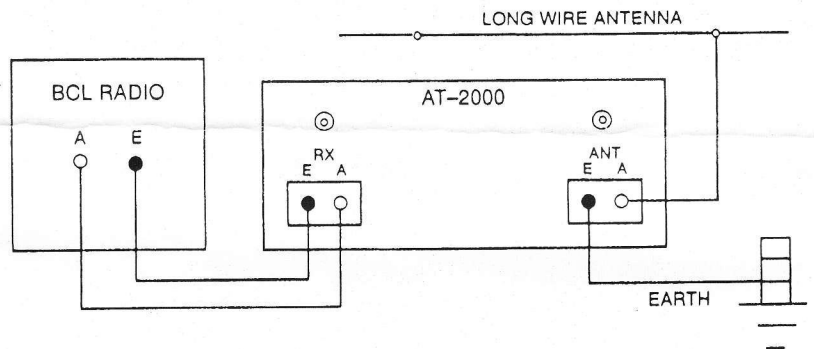 LONG WIRE ANTENNA
BCL RADIO
A E
AT-2000
RX
E A
ANT
E A
EARTH